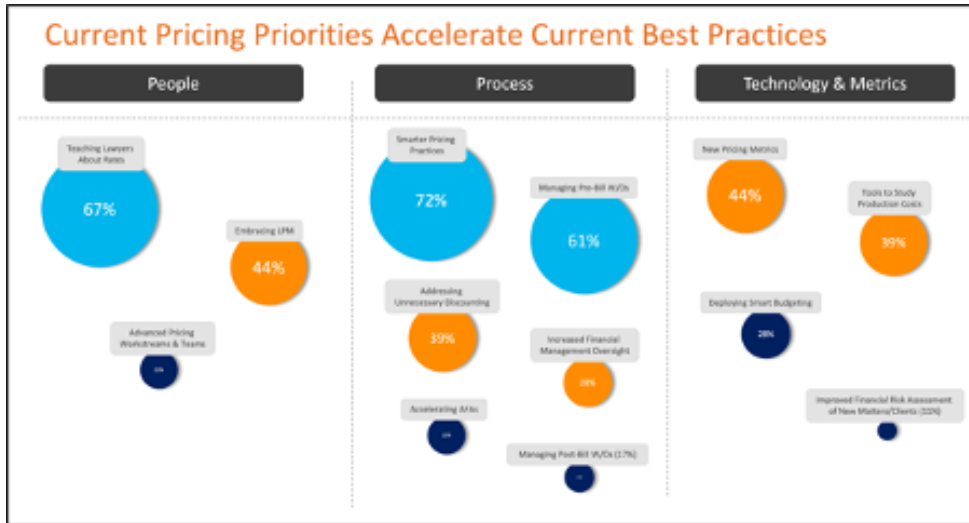 Current Pricing Priorities Accelerate Current Best Practices
People
Process
Technology & Metrics
Teaching Lawyers
About Rates
67%
Embracing LPM
44%
Advanced Pricing
Workstreams & Teams
Smarter Pricing
Practices
72%
Managing Pre-Bill W/Os
61%
Addressing
Unnecessary Discounting
39%
Increased Financial
Management Oversight
28%
Accelerating AFAs
Managing Post-Bill W/Os (17%)
New Pricing Metrics
44%
Tools to Study
Production Costs
39%
Deploying Smart Budgeting
28%
Improved Financial Risk Assessment
of New Matters/Clients (11%)